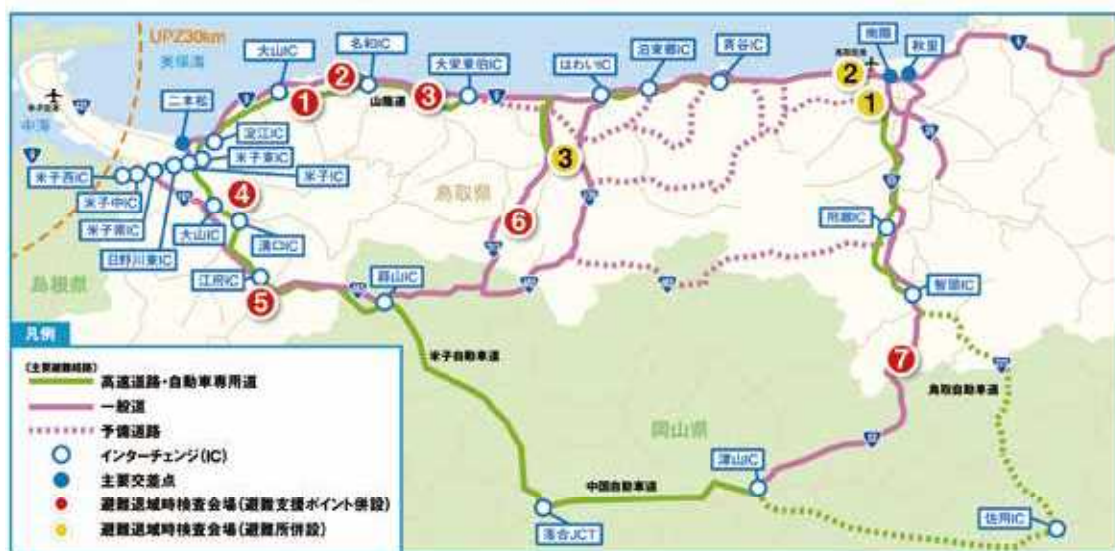 UPZ30km
美保湾
米子空港
中海
島根県
鳥取県
岡山県
大山IC
名和IC
大栄東伯IC
はわいIC
泊東郷IC
青谷IC
鳥取空港
南隈
秋里
二本松
淀江IC
米子東IC
米子IC
米子西IC
米子中IC
米子南IC
日野川東IC
大山IC
溝口IC
江府IC
蒜山IC
用瀬IC
智頭IC
津山IC
落合JCT
佐用IC
山陰道
米子自動車道
中国自動車道
鳥取自動車道
1
2
3
4
5
6
7
1
2
3
9
9
9
凡例
(主要避難経路)
高速道路・自動車専用道
一般道
予備道路
インターチェンジ(IC)
主要交差点
避難退域時検査会場(避難支援ポイント併設)
避難退域時検査会場(避難所併設)